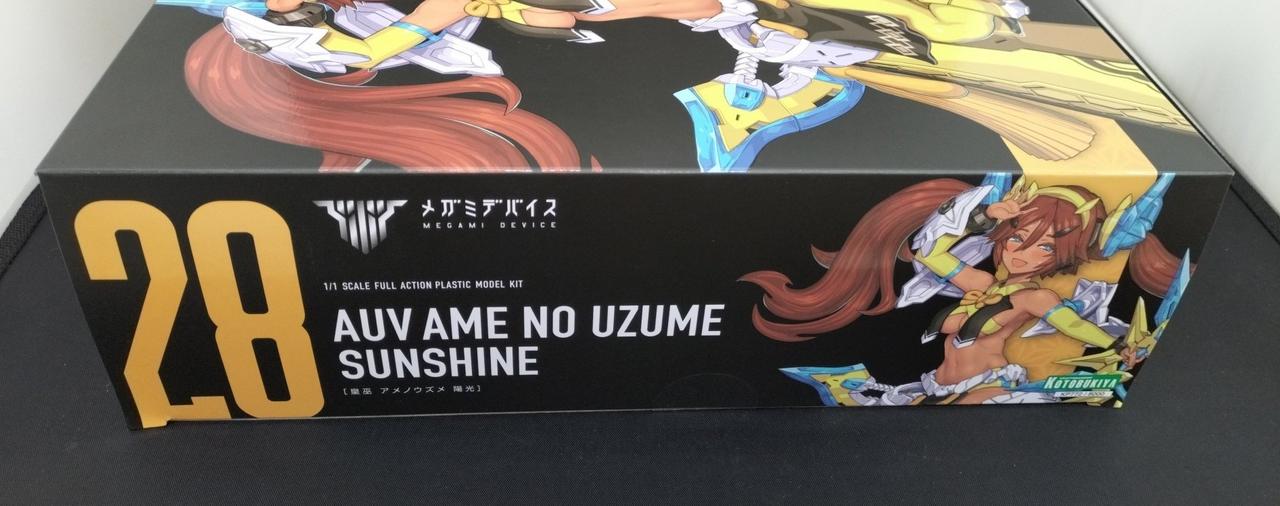 28
メガミデバイス
MEGAMI DEVICE
1/1 SCALE FULL ACTION PLASTIC MODEL KIT
AUV AME NO UZUME
SUNSHINE
[皇巫 アメノウズメ 陽光]
KOTOBUKIYA